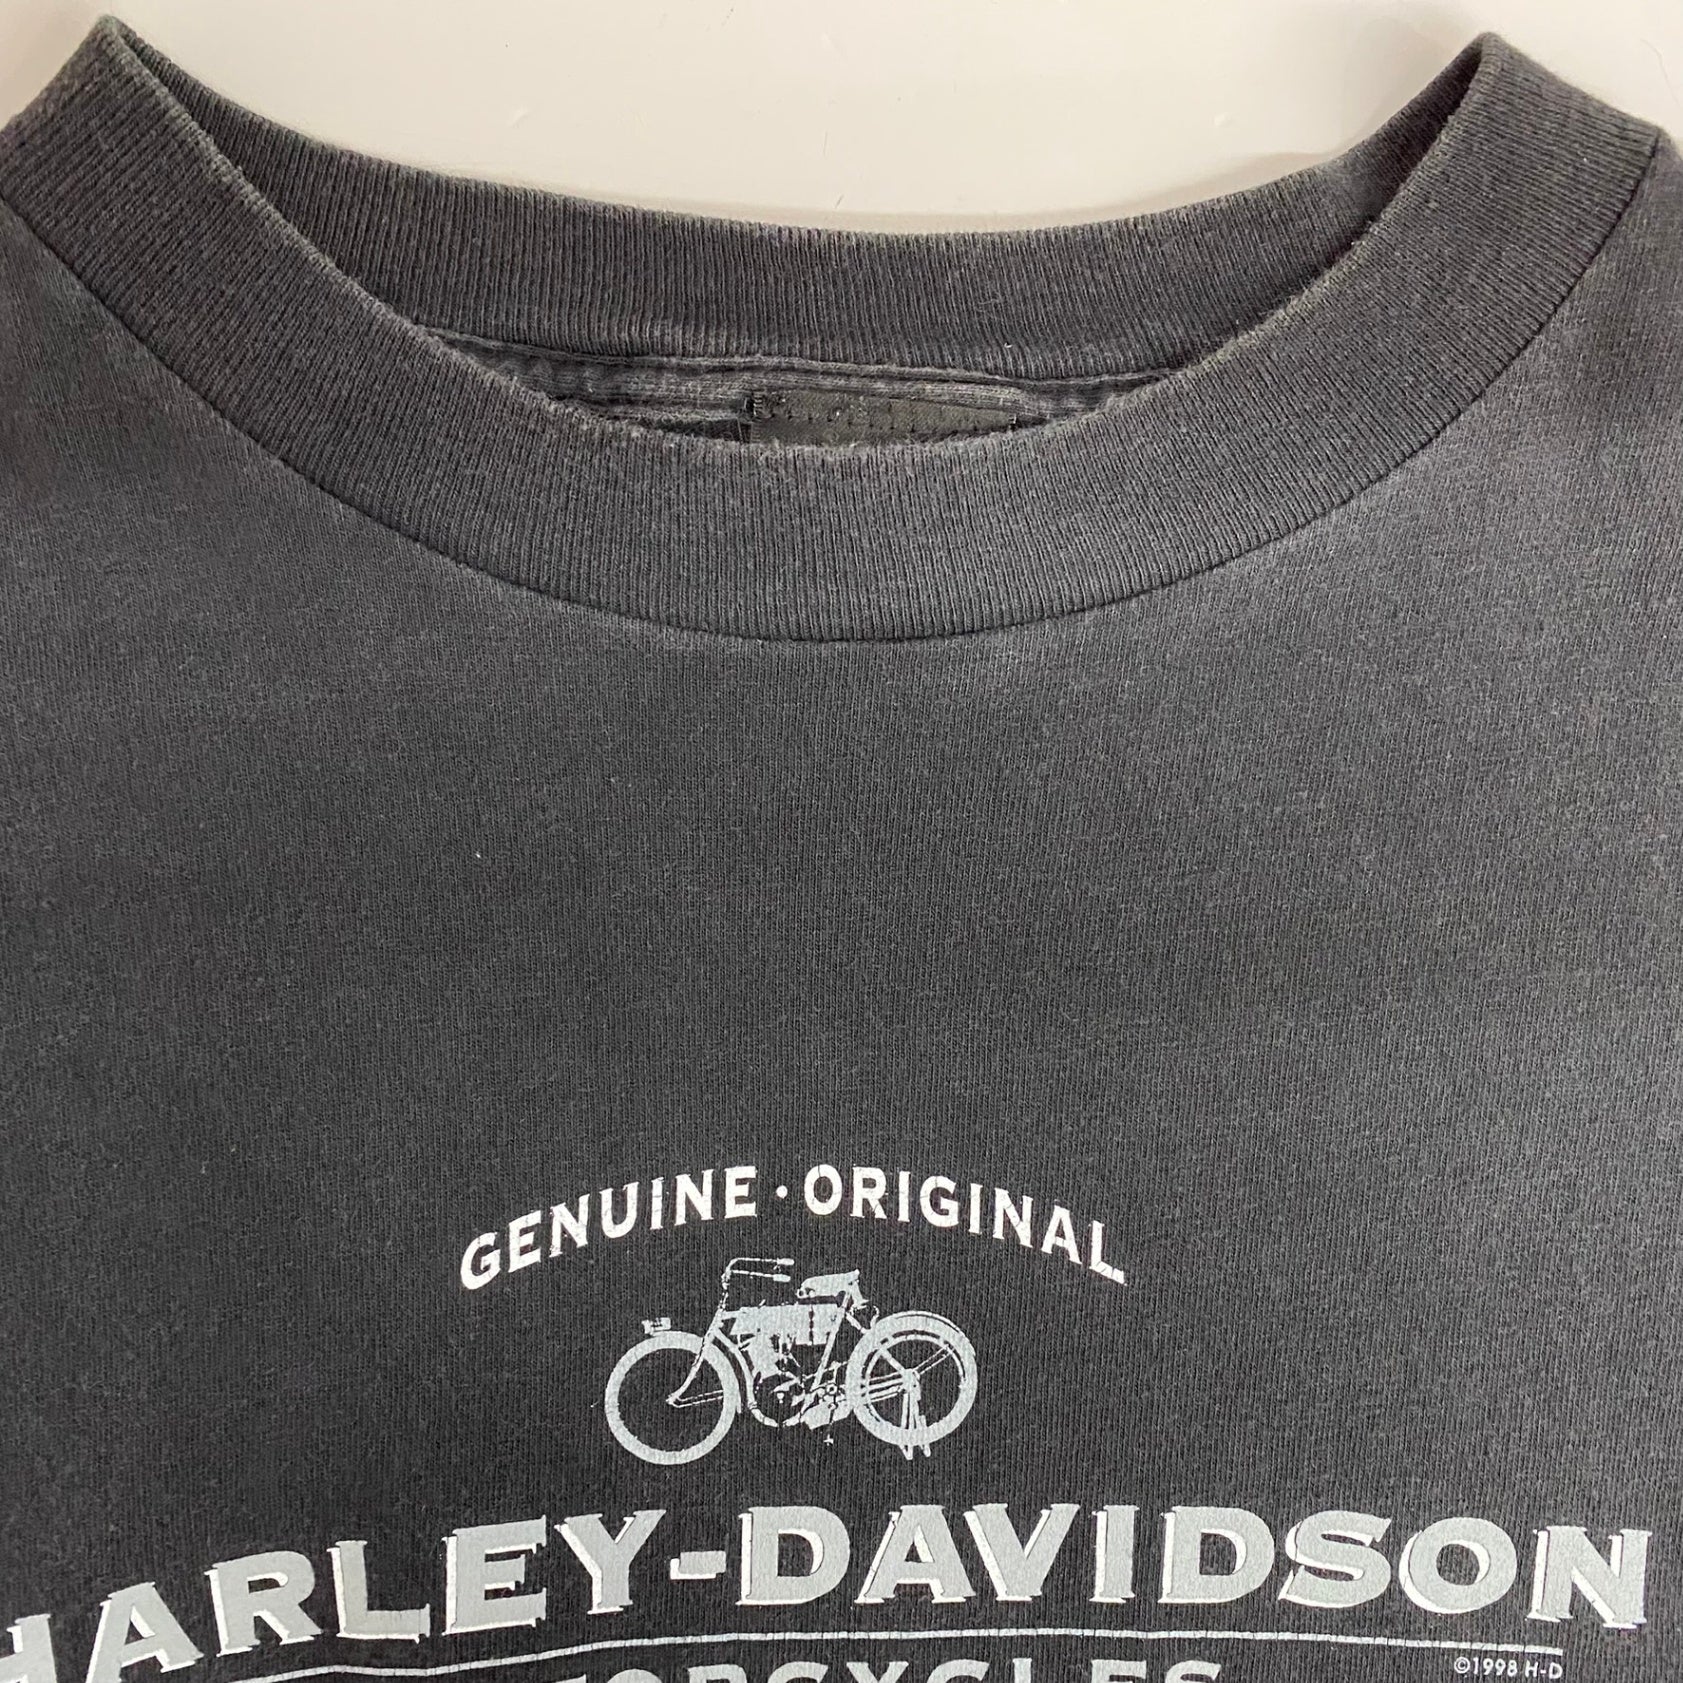 GENUINE · ORIGINAL
HARLEY-DAVIDSON
©1998 H-D